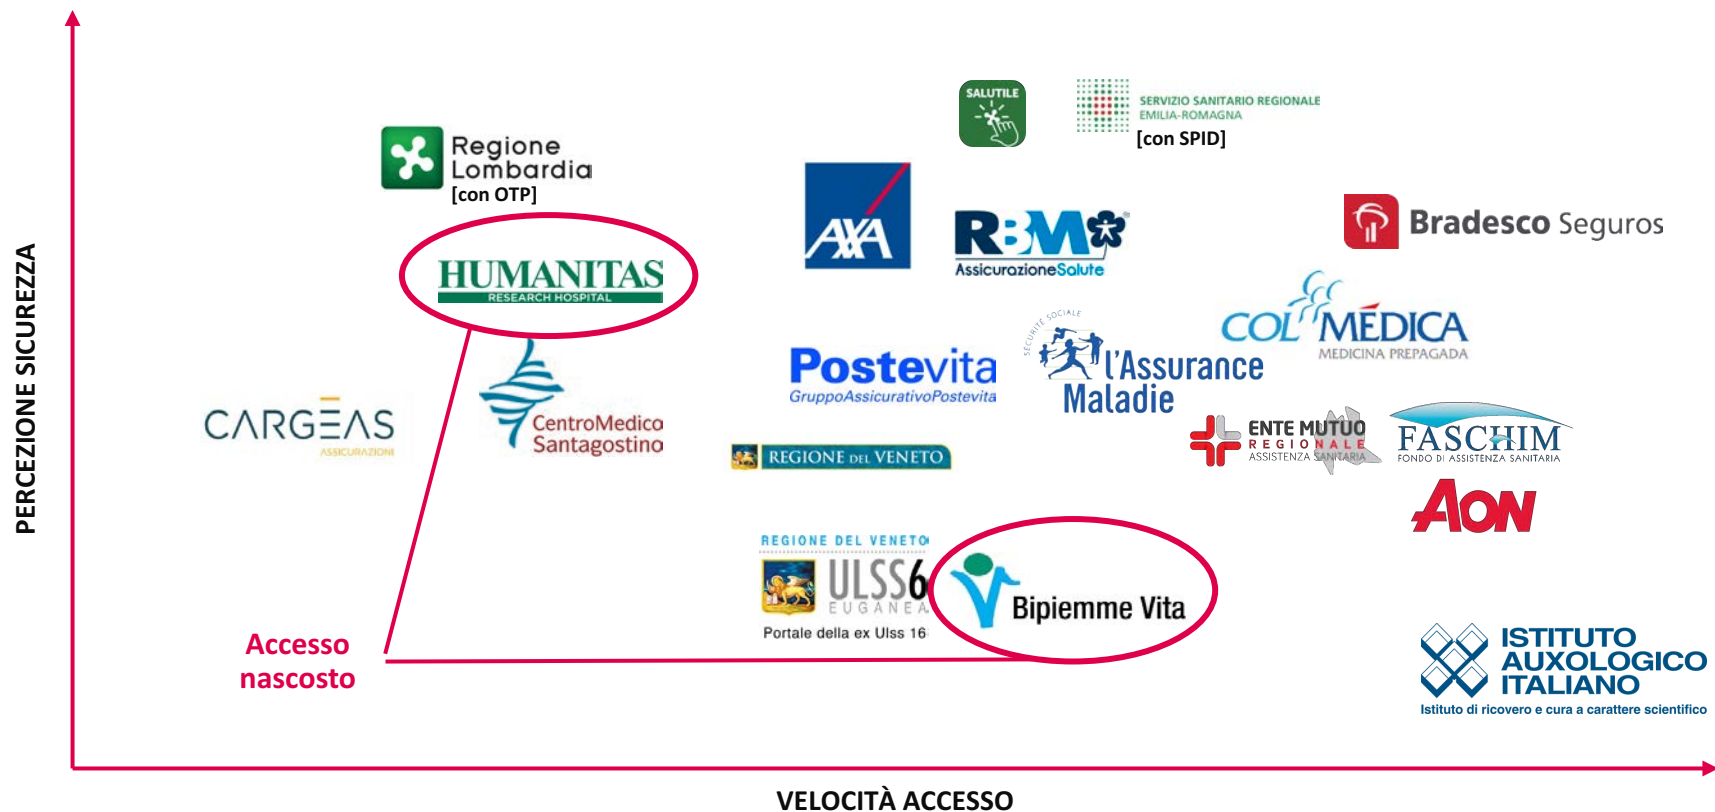 PERCEZIONE SICUREZZA
SALUTILE
SERVIZIO SANITARIO REGIONALE
EMILIA-ROMAGNA
[con SPID]
Regione
Lombardia
[con OTP]
AXA
RBM
AssicurazioneSalute
Bradesco Seguros
HUMANITAS
RESEARCH HOSPITAL
COL MÉDICA
MEDICINA PREPAGADA
SÉCURITÉ SOCIALE
l'Assurance
Maladie
Postevita
GruppoAssicurativoPostevita
CARGEAS
ASSICURAZIONI
CentroMedico
Santagostino
REGIONE DEL VENETO
ENTE MUTUO
REGIONALE
ASSISTENZA SANITARIA
FASCHIM
FONDO DI ASSISTENZA SANITARIA
AON
REGIONE DEL VENETO
ULSS6
EUGANEA
Portale della ex Ulss 16
Bipiemme Vita
Accesso
nascosto
ISTITUTO
AUXOLOGICO
ITALIANO
Istituto di ricovero e cura a carattere scientifico
VELOCITÀ ACCESSO